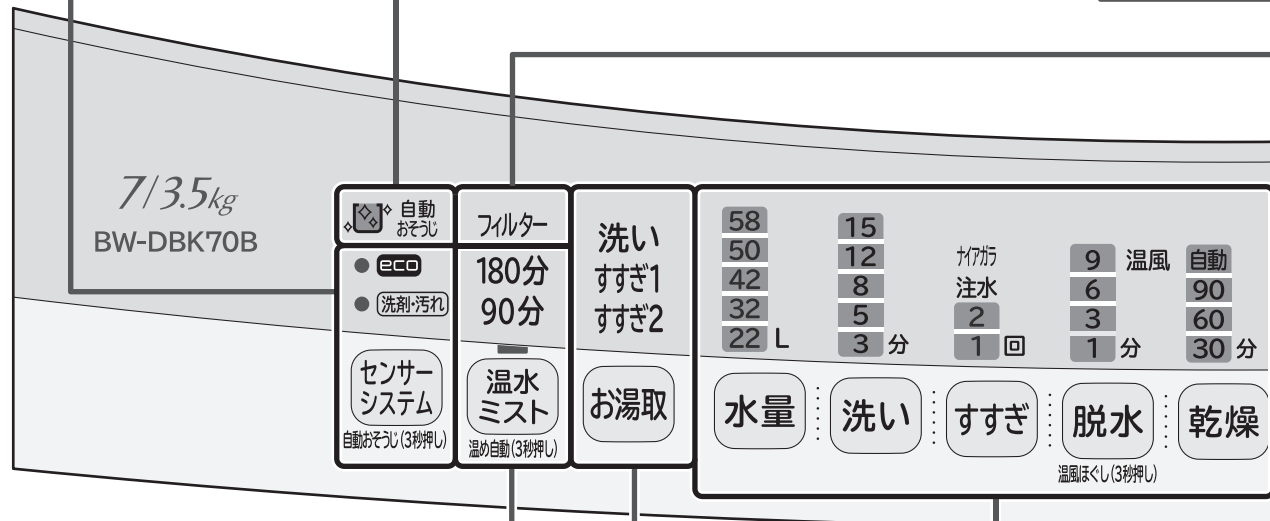 7/3.5kg
BW-DBK70B
自動
おそうじ
eco
洗剤・汚れ
センサー
システム
自動おそうじ(3秒押し)
フィルター
180分
90分
温水
ミスト
温め自動(3秒押し)
洗い
すすぎ1
すすぎ2
お湯取
58
50
42
32
22 L
水量
15
12
8
5
3 分
洗い
ナイアガラ
注水
2
1 回
すすぎ
9 温風
6
3
1 分
脱水
温風ほぐし(3秒押し)
自動
90
60
30 分
乾燥